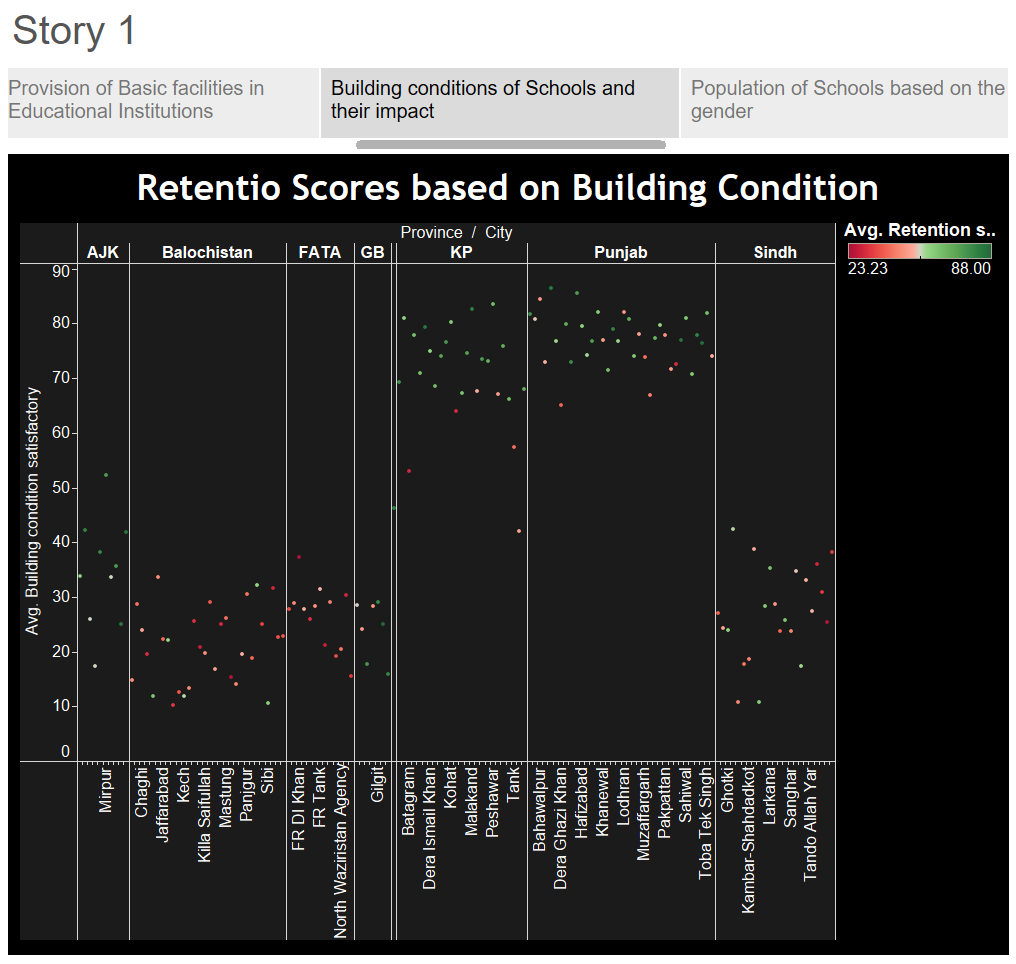 Story 1
Provision of Basic facilities in
Educational Institutions
Building conditions of Schools and
their impact
Population of Schools based on the
gender
Retentio Scores based on Building Condition
Province / City
AJK
Balochistan
FATA
GB
KP
Punjab
Sindh
Avg. Retention s..
23.23
88.00
Avg. Building condition satisfactory
90
80
70
60
50
40
30
20
10
0
Mirpur
Chaghi
Jaffarabad
Kech
Killa Saifullah
Mastung
Panjgur
Sibi
FR DI Khan
FR Tank
North Waziristan Agency
Gilgit
Batagram
Dera Ismail Khan
Kohat
Malakand
Peshawar
Tank
Bahawalpur
Dera Ghazi Khan
Hafizabad
Khanewal
Lodhran
Muzaffargarh
Pakpattan
Sahiwal
Toba Tek Singh
Ghotki
Kambar-Shahdadkot
Larkana
Sanghar
Tando Allah Yar